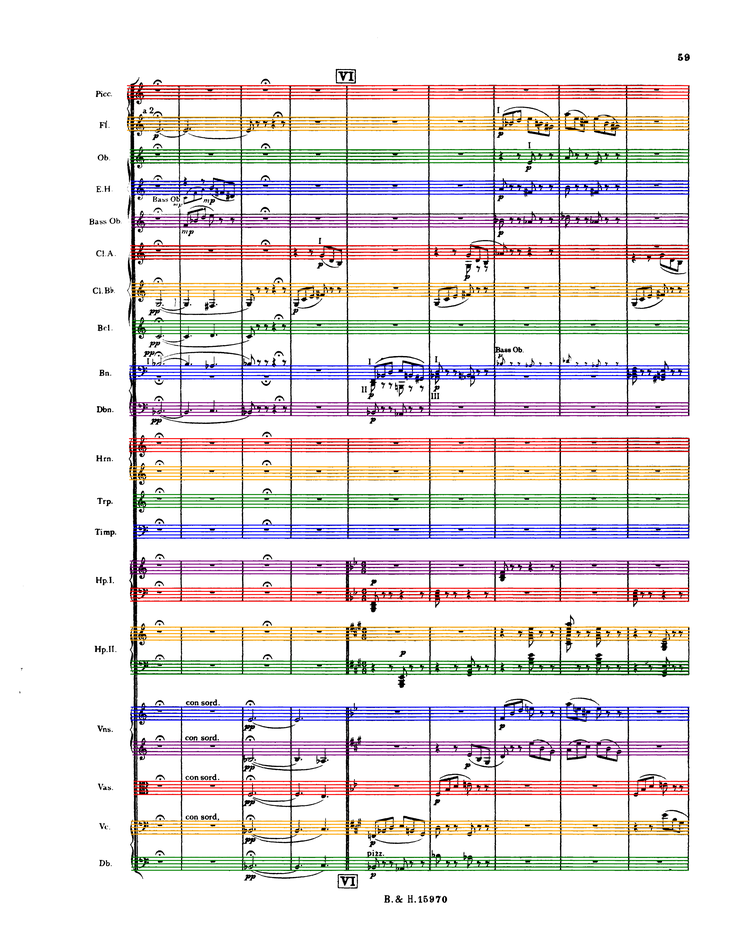 59
VI
Picc.
a 2
I
Fl.
p
p
I
Ob.
p
E.H.
Bass Ob.
mp
mp
p
Bass Ob.
mp
p
I
Cl.A.
p
p
Cl.B♭.
pp
p
p
Bcl.
pp
pp
Bass Ob.
I
I
I
p
Bn.
II
p
p
III
Dbn.
pp
p
Hrn.
Trp.
Timp.
Hp.I.
p
Hp.II.
p
con sord.
Vns.
pp
p
con sord.
pp
p
con sord.
Vas.
pp
p
p
con sord.
Vc.
pp
p
p
pizz.
Db.
pp
p
VI
B. & H. 15970